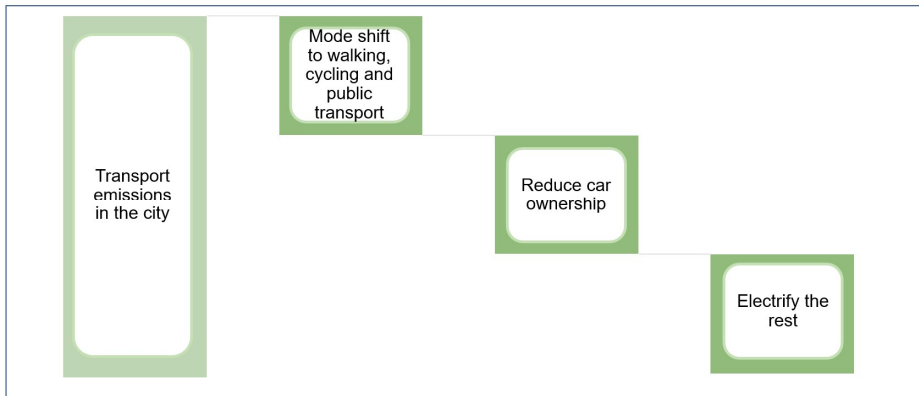 Transport
emissions
in the city
Mode shift
to walking,
cycling and
public
transport
Reduce car
ownership
Electrify the
rest